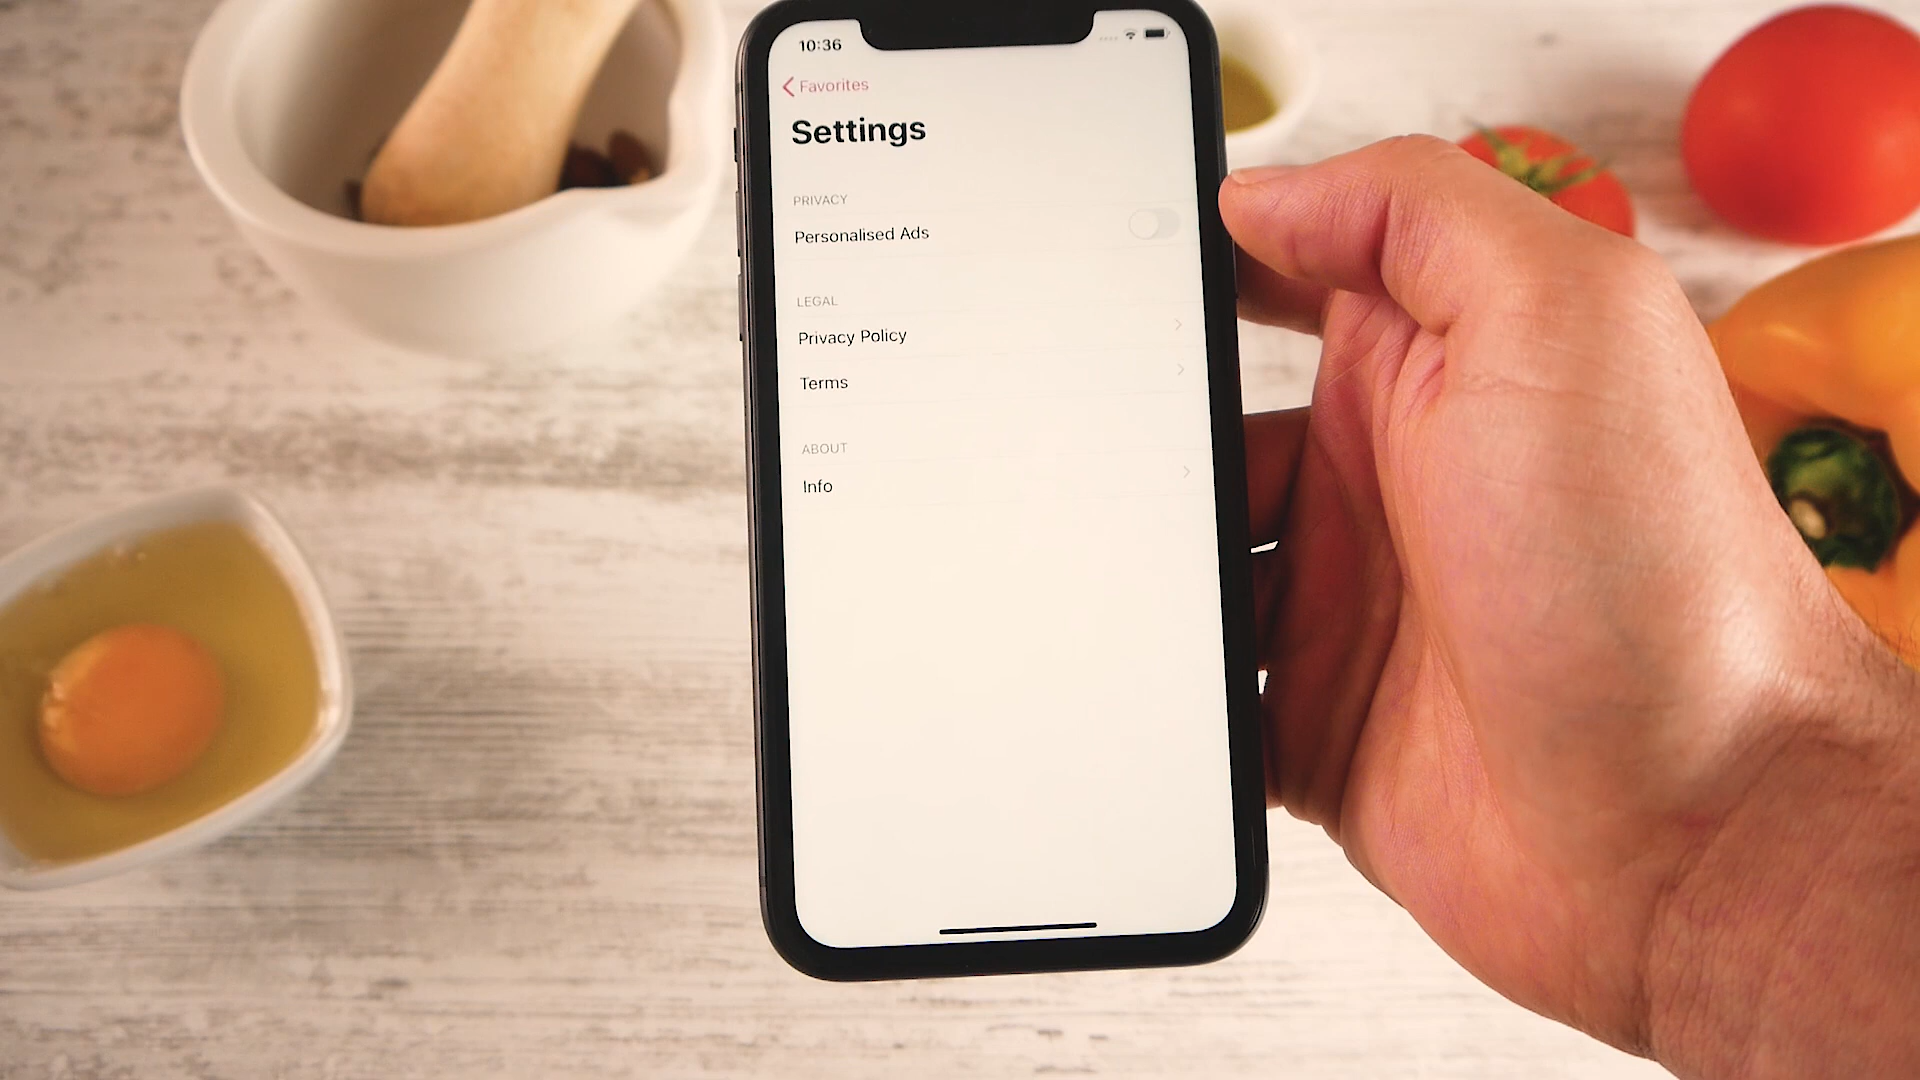 10:36
Favorites
Settings
PRIVACY
Personalised Ads
LEGAL
Privacy Policy
Terms
ABOUT
Info